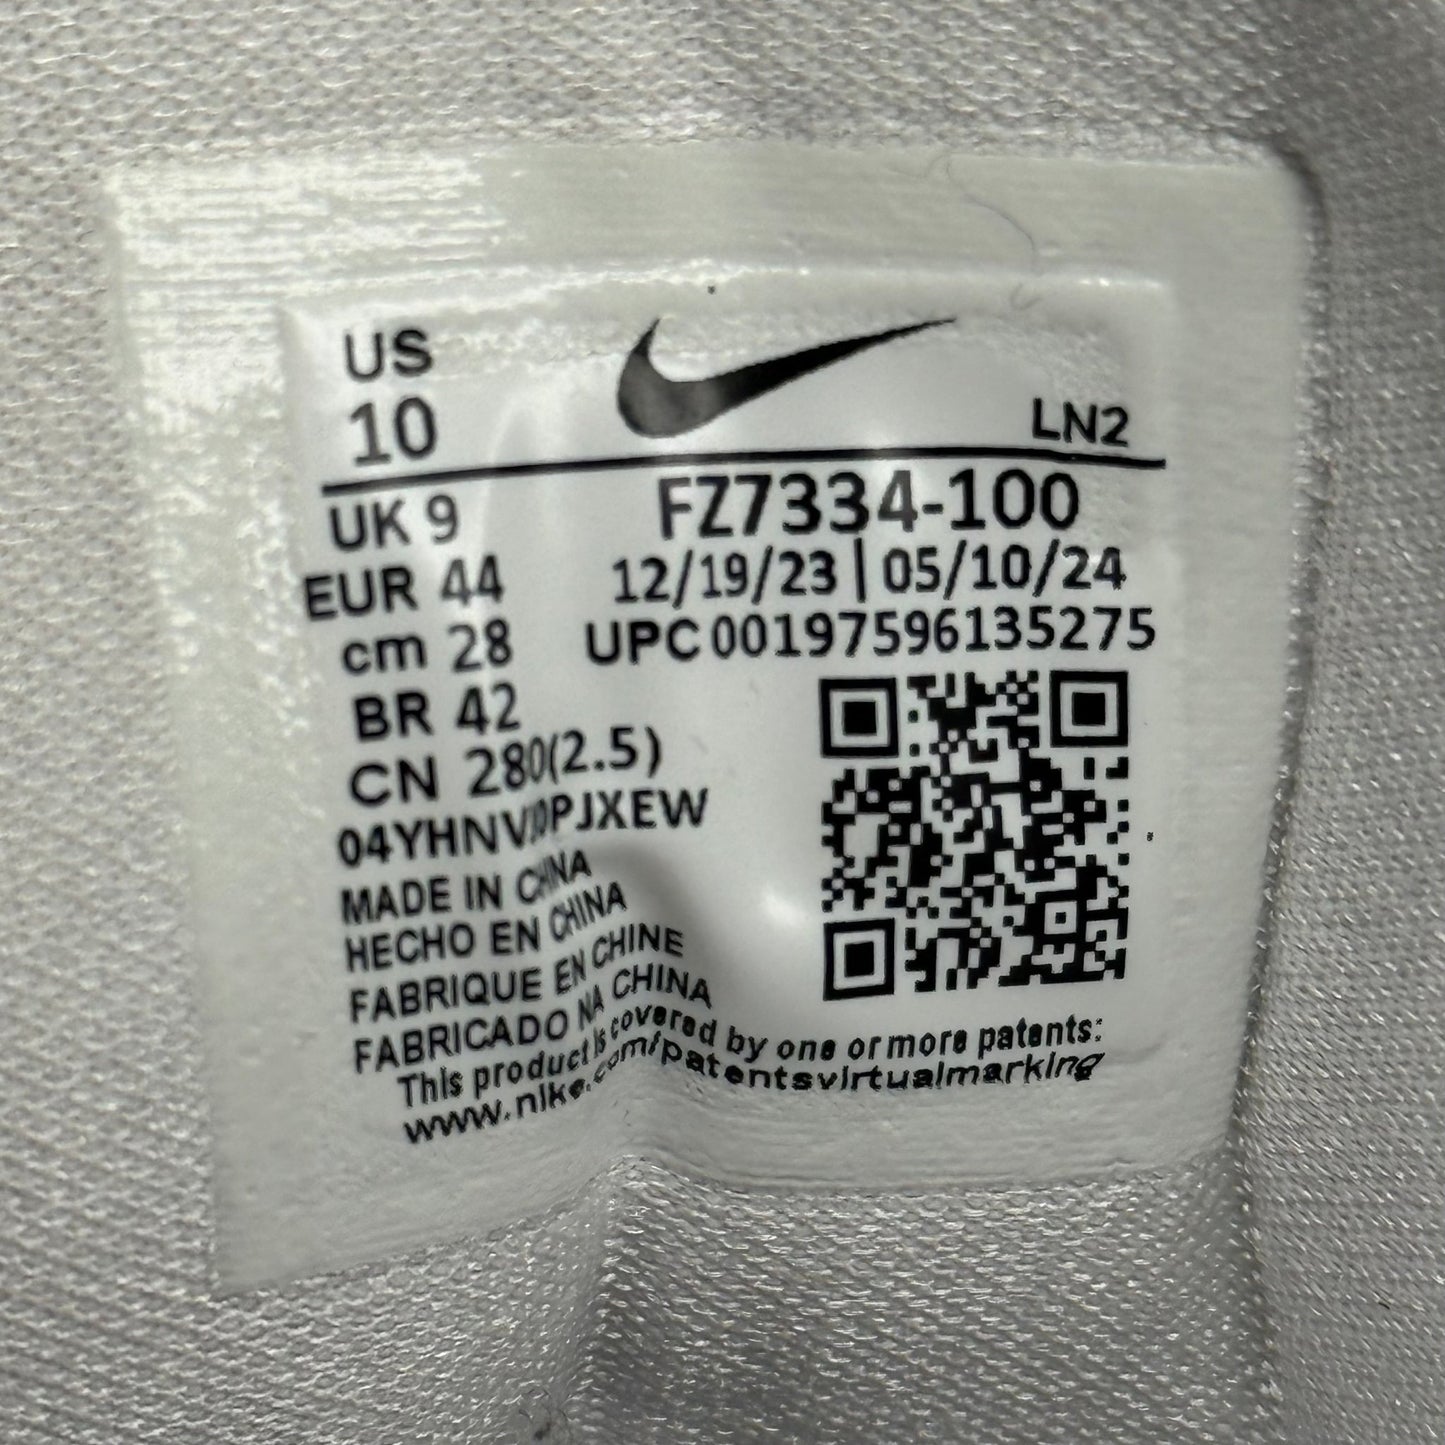 US
10
LN2
UK 9
FZ7334-100
EUR 44
12/19/23 | 05/10/24
cm 28
UPC 00197596135275
BR 42
CN 280(2.5)
MADE IN CHINA
HECHO EN CHINA
FABRIQUE EN CHINE
FABRICADO NA CHINA
This product is covered by one or more patents:
www.nike.com/patentsvirtualmarking